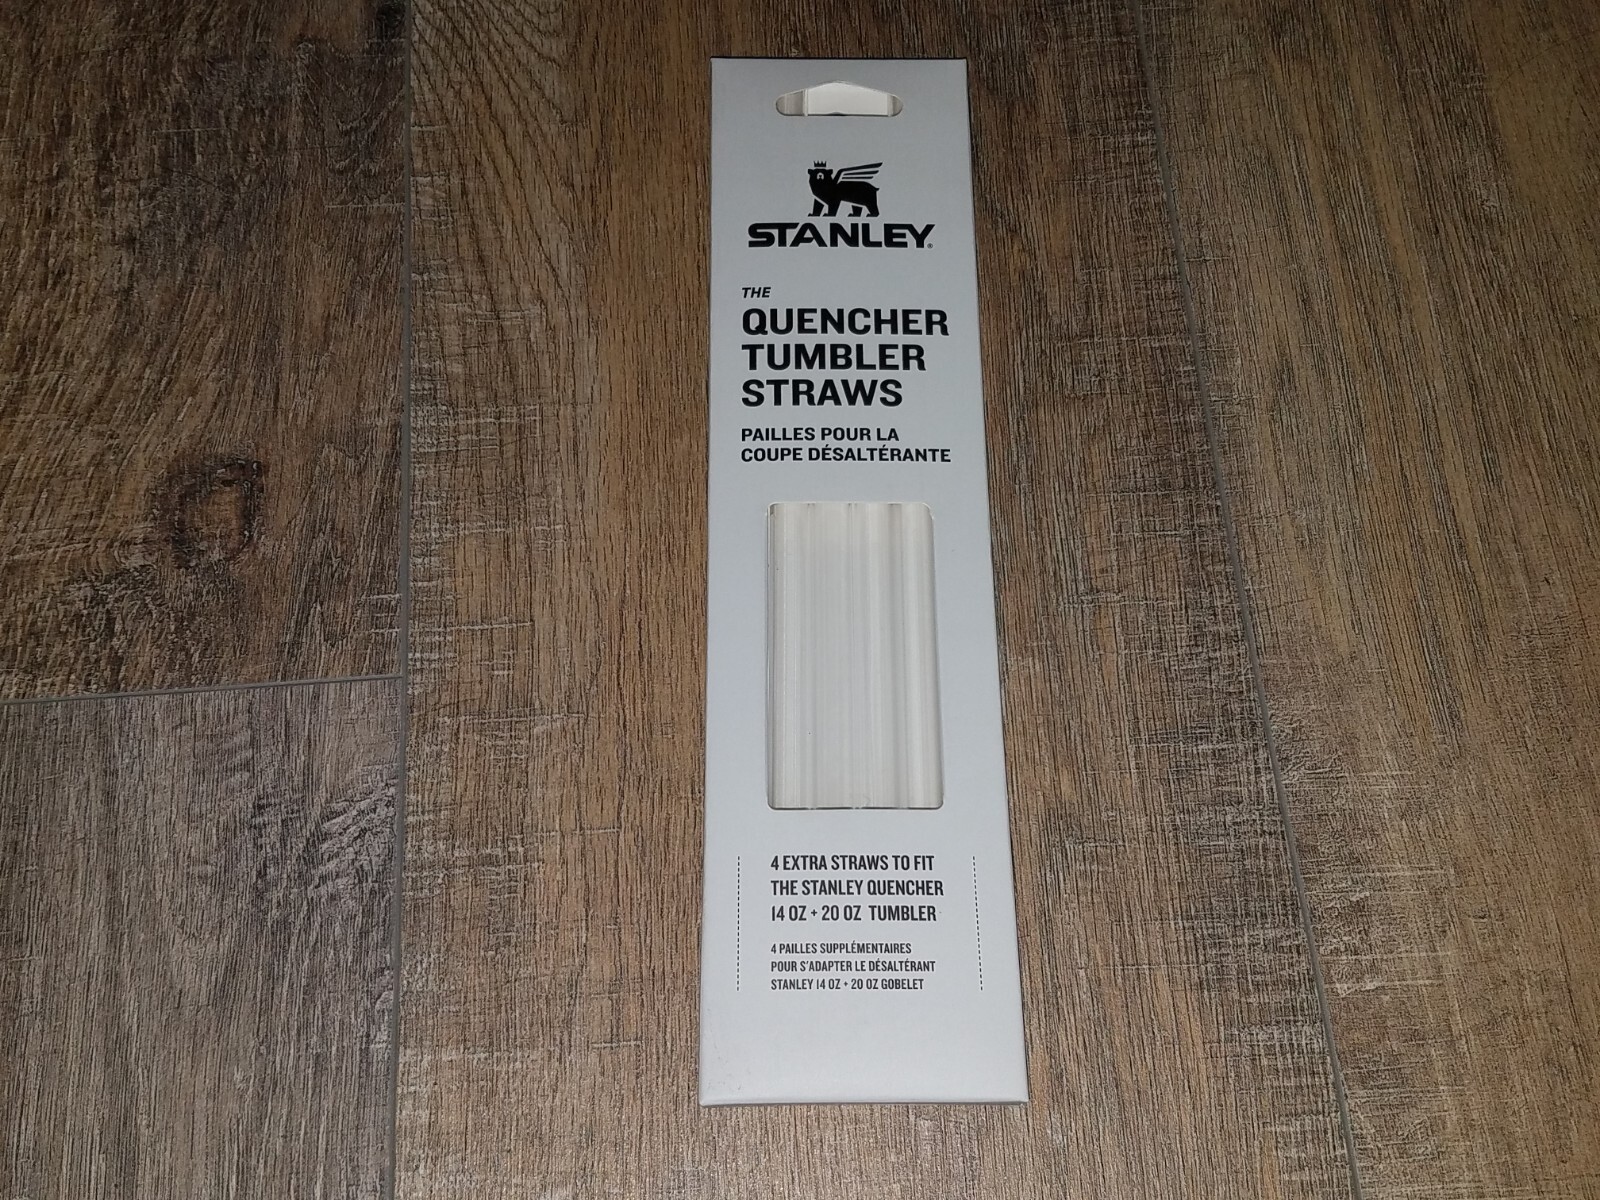 STANLEY®
THE
QUENCHER
TUMBLER
STRAWS
PAILLES POUR LA
COUPE DÉSALTÉRANTE
4 EXTRA STRAWS TO FIT
THE STANLEY QUENCHER
14 OZ + 20 OZ TUMBLER
4 PAILLES SUPPLÉMENTAIRES
POUR S'ADAPTER LE DÉSALTÉRANT
STANLEY 14 OZ + 20 OZ GOBELET